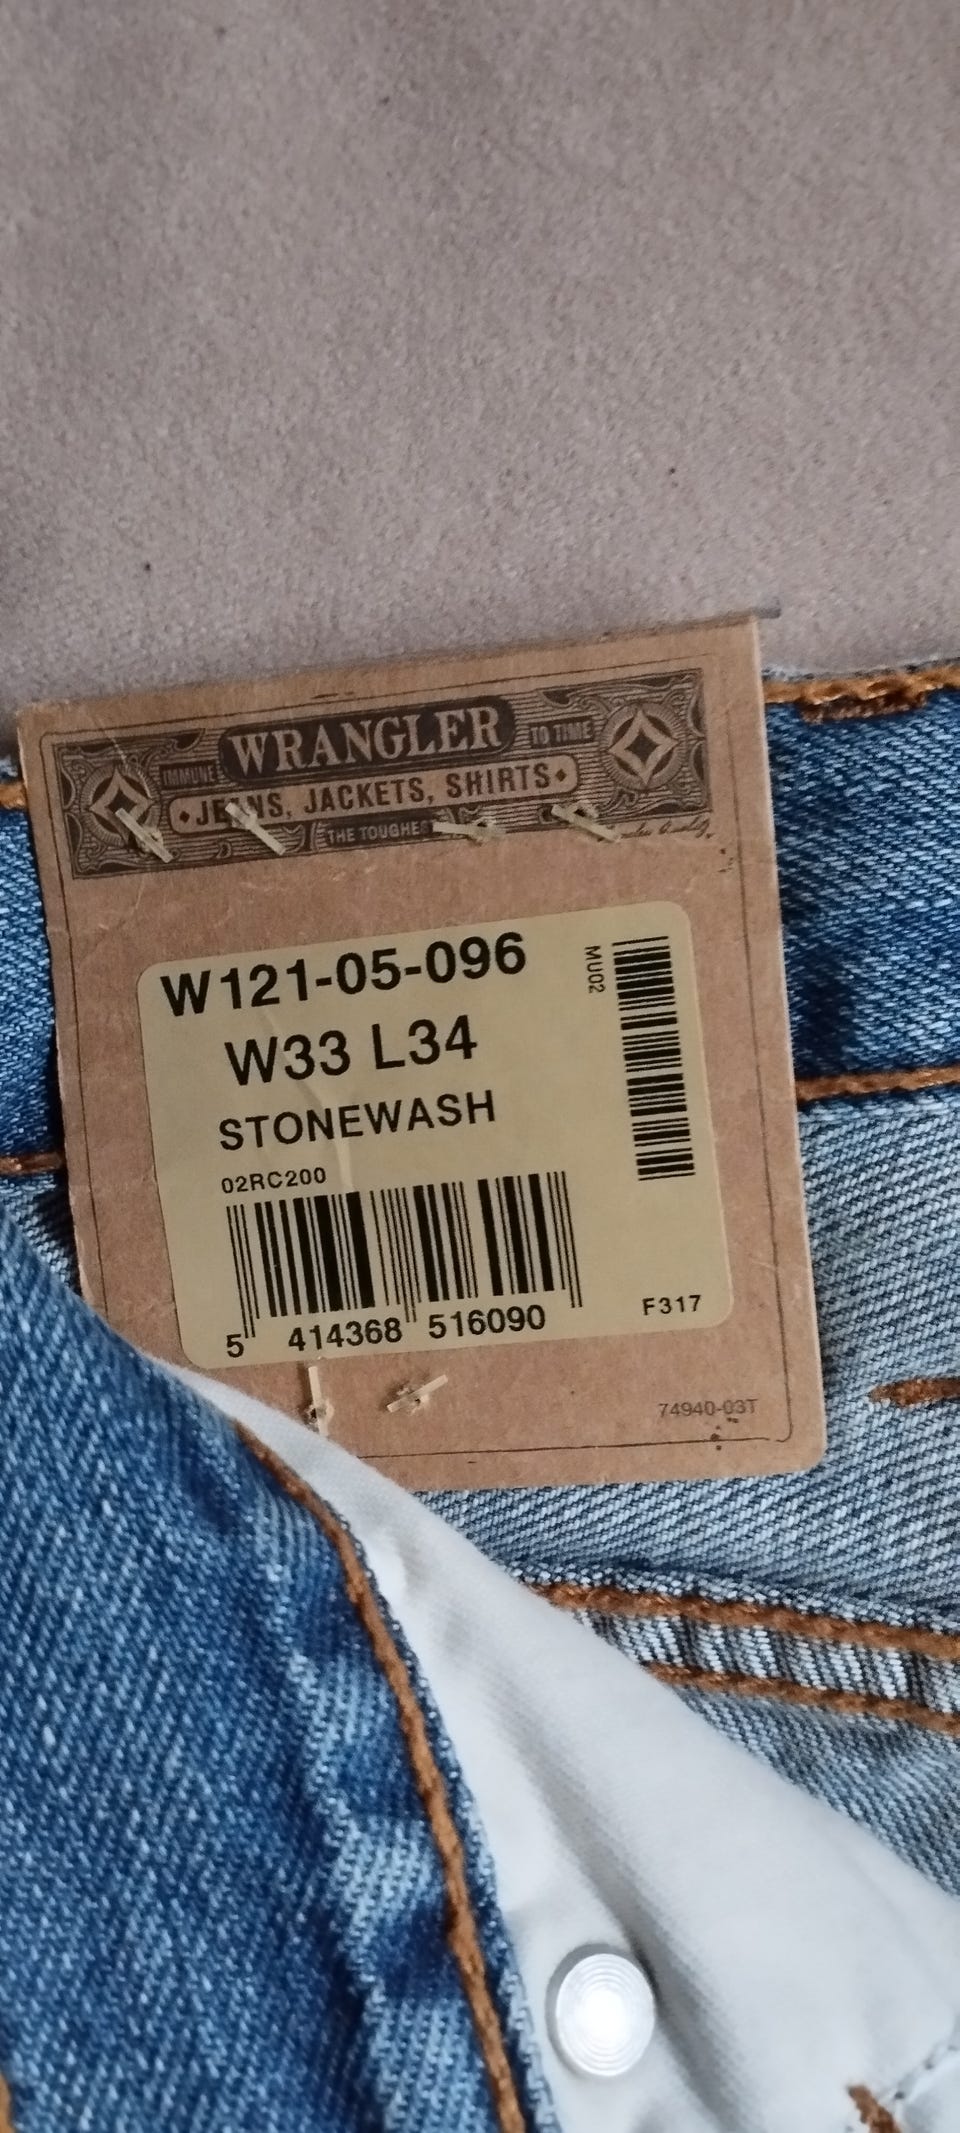 WRANGLER
IMMUNE TO TIME
JEANS, JACKETS, SHIRTS
THE TOUGHEST
W121-05-096
MU02
W33 L34
STONEWASH
02RC200
5 414368 516090
F317
74940-03T